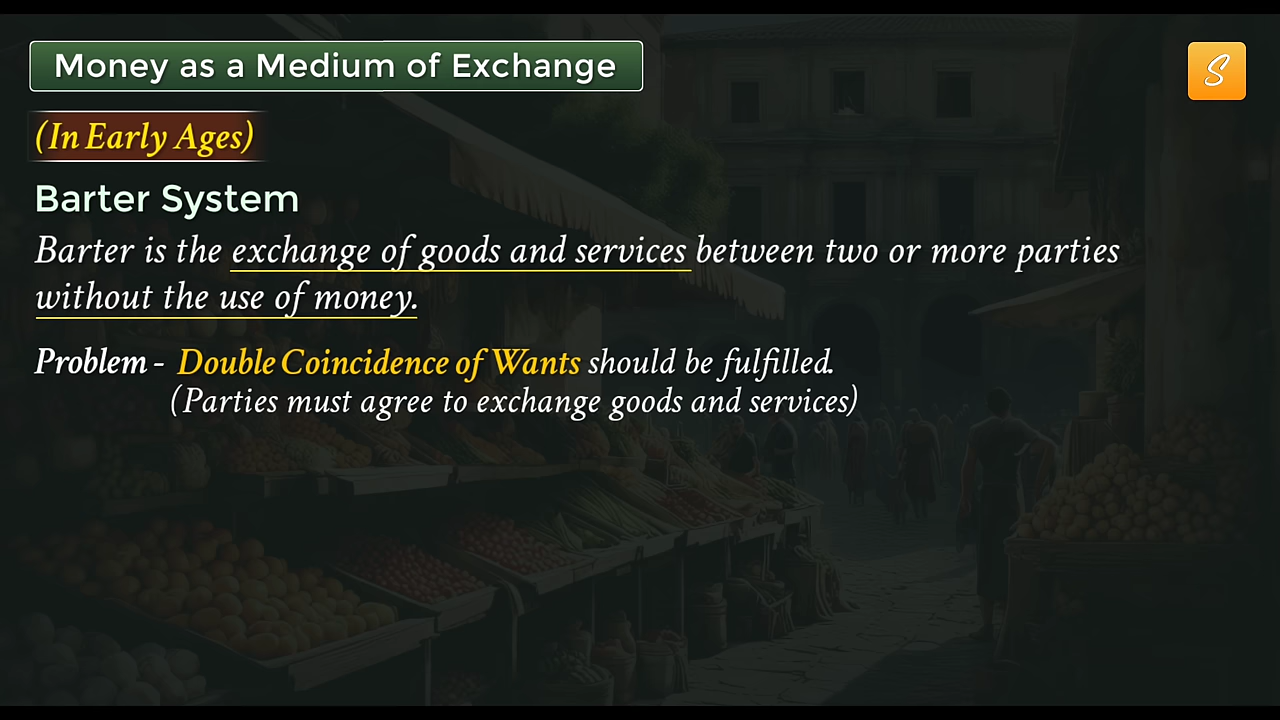 Money as a Medium of Exchange
S
(In Early Ages)
Barter System
Barter is the exchange of goods and services between two or more parties
without the use of money.
Problem - Double Coincidence of Wants should be fulfilled.
(Parties must agree to exchange goods and services)